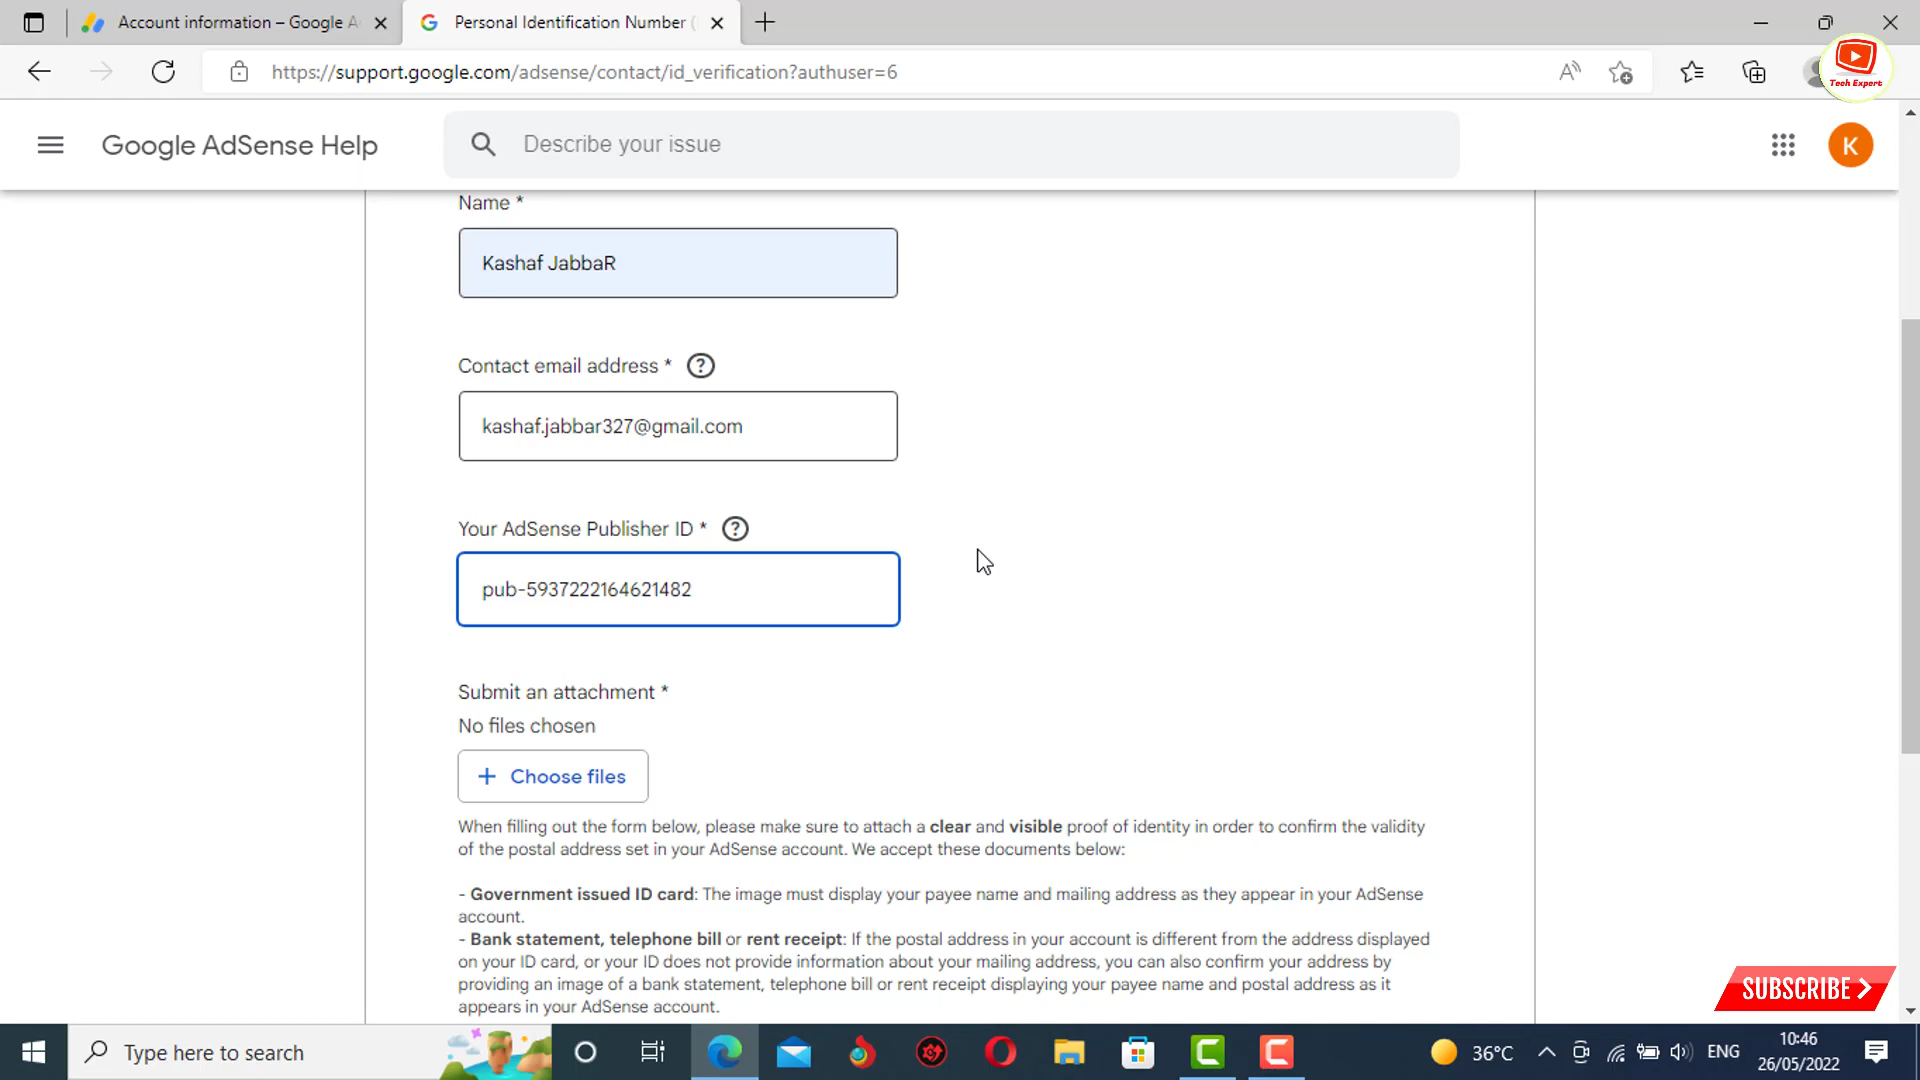 Account information – Google A
Personal Identification Number (
https://support.google.com/adsense/contact/id_verification?authuser=6
Tech Expert
Google AdSense Help
Describe your issue
K
Name *
Kashaf JabbaR
Contact email address *
kashaf.jabbar327@gmail.com
Your AdSense Publisher ID *
pub-5937222164621482
Submit an attachment *
No files chosen
+ Choose files
When filling out the form below, please make sure to attach a clear and visible proof of identity in order to confirm the validity
of the postal address set in your AdSense account. We accept these documents below:
- Government issued ID card: The image must display your payee name and mailing address as they appear in your AdSense
account.
- Bank statement, telephone bill or rent receipt: If the postal address in your account is different from the address displayed
on your ID card, or your ID does not provide information about your mailing address, you can also confirm your address by
providing an image of a bank statement, telephone bill or rent receipt displaying your payee name and postal address as it
appears in your AdSense account.
SUBSCRIBE
Type here to search
36°C
ENG
10:46
26/05/2022